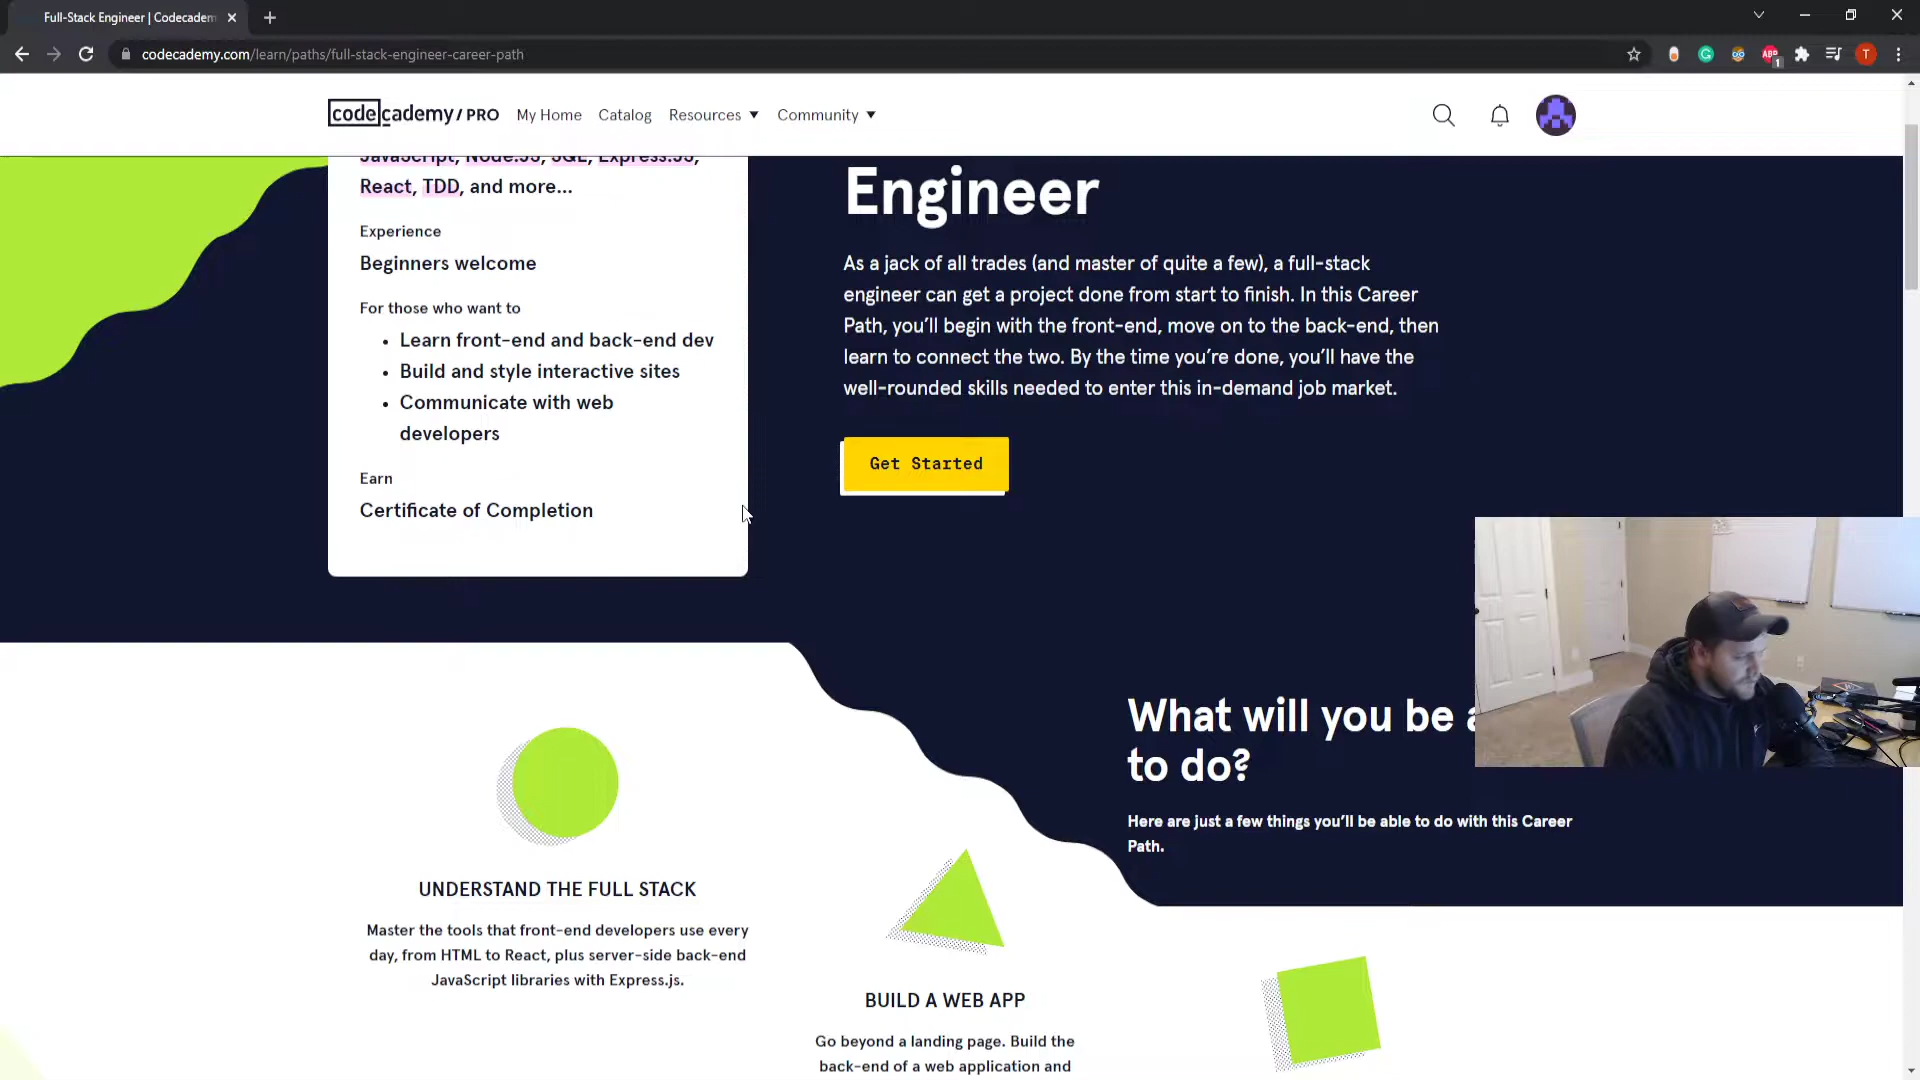 Full-Stack Engineer | Codecadem
codecademy.com/learn/paths/full-stack-engineer-career-path
ABP
1
T
codecademy / PRO
My Home
Catalog
Resources
Community
JavaScript, Node.JS, SQL, Express.JS,
React, TDD, and more...
Experience
Beginners welcome
For those who want to
• Learn front-end and back-end dev
• Build and style interactive sites
• Communicate with web
developers
Earn
Certificate of Completion
Engineer
As a jack of all trades (and master of quite a few), a full-stack
engineer can get a project done from start to finish. In this Career
Path, you’ll begin with the front-end, move on to the back-end, then
learn to connect the two. By the time you’re done, you’ll have the
well-rounded skills needed to enter this in-demand job market.
Get Started
What will you be a
to do?
Here are just a few things you’ll be able to do with this Career
Path.
UNDERSTAND THE FULL STACK
Master the tools that front-end developers use every
day, from HTML to React, plus server-side back-end
JavaScript libraries with Express.js.
BUILD A WEB APP
Go beyond a landing page. Build the
back-end of a web application and